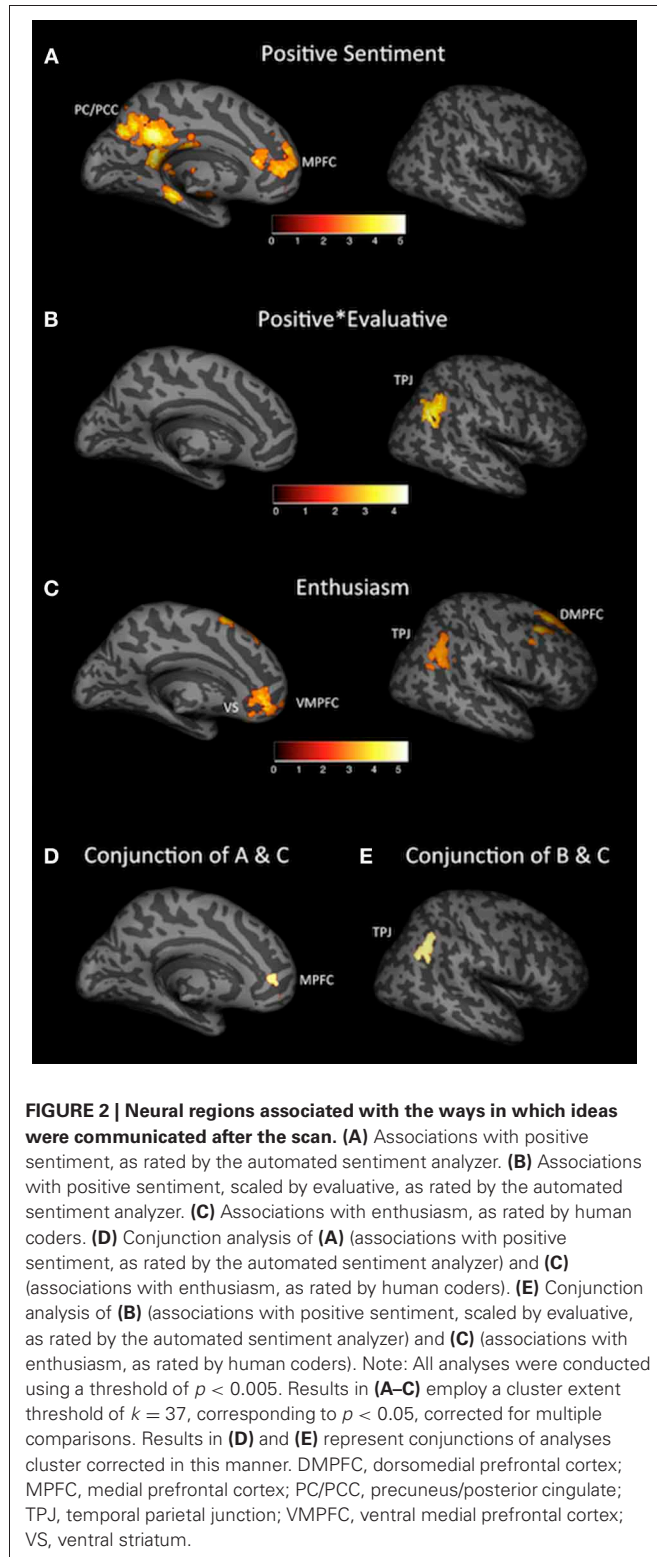 A Positive Sentiment
PC/PCC
MPFC
0 1 2 3 4 5
B Positive*Evaluative
TPJ
0 1 2 3 4
C Enthusiasm
DMPFC
TPJ
VS VMPFC
0 1 2 3 4 5
D Conjunction of A & C E Conjunction of B & C
TPJ
MPFC
FIGURE 2 | Neural regions associated with the ways in which ideas
were communicated after the scan. (A) Associations with positive
sentiment, as rated by the automated sentiment analyzer. (B) Associations
with positive sentiment, scaled by evaluative, as rated by the automated
sentiment analyzer. (C) Associations with enthusiasm, as rated by human
coders. (D) Conjunction analysis of (A) (associations with positive
sentiment, as rated by the automated sentiment analyzer) and (C)
(associations with enthusiasm, as rated by human coders). (E) Conjunction
analysis of (B) (associations with positive sentiment, scaled by evaluative,
as rated by the automated sentiment analyzer) and (C) (associations with
enthusiasm, as rated by human coders). Note: All analyses were conducted
using a threshold of p < 0.005. Results in (A–C) employ a cluster extent
threshold of k = 37, corresponding to p < 0.05, corrected for multiple
comparisons. Results in (D) and (E) represent conjunctions of analyses
cluster corrected in this manner. DMPFC, dorsomedial prefrontal cortex;
MPFC, medial prefrontal cortex; PC/PCC, precuneus/posterior cingulate;
TPJ, temporal parietal junction; VMPFC, ventral medial prefrontal cortex;
VS, ventral striatum.